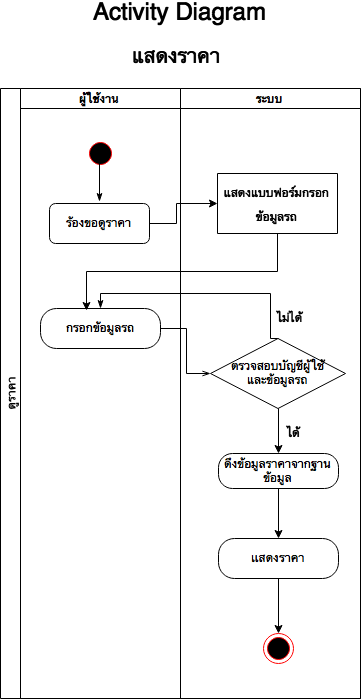 Activity Diagram
แสดงราคา
ผู้ใช้งาน
ระบบ
ร้องขอดูราคา
แสดงแบบฟอร์มกรอก
ข้อมูลรถ
กรอกข้อมูลรถ
ไม่ได้
ตรวจสอบบัญชีผู้ใช้
และข้อมูลรถ
ดูราคา
ได้
ดึงข้อมูลราคาจากฐาน
ข้อมูล
แสดงราคา